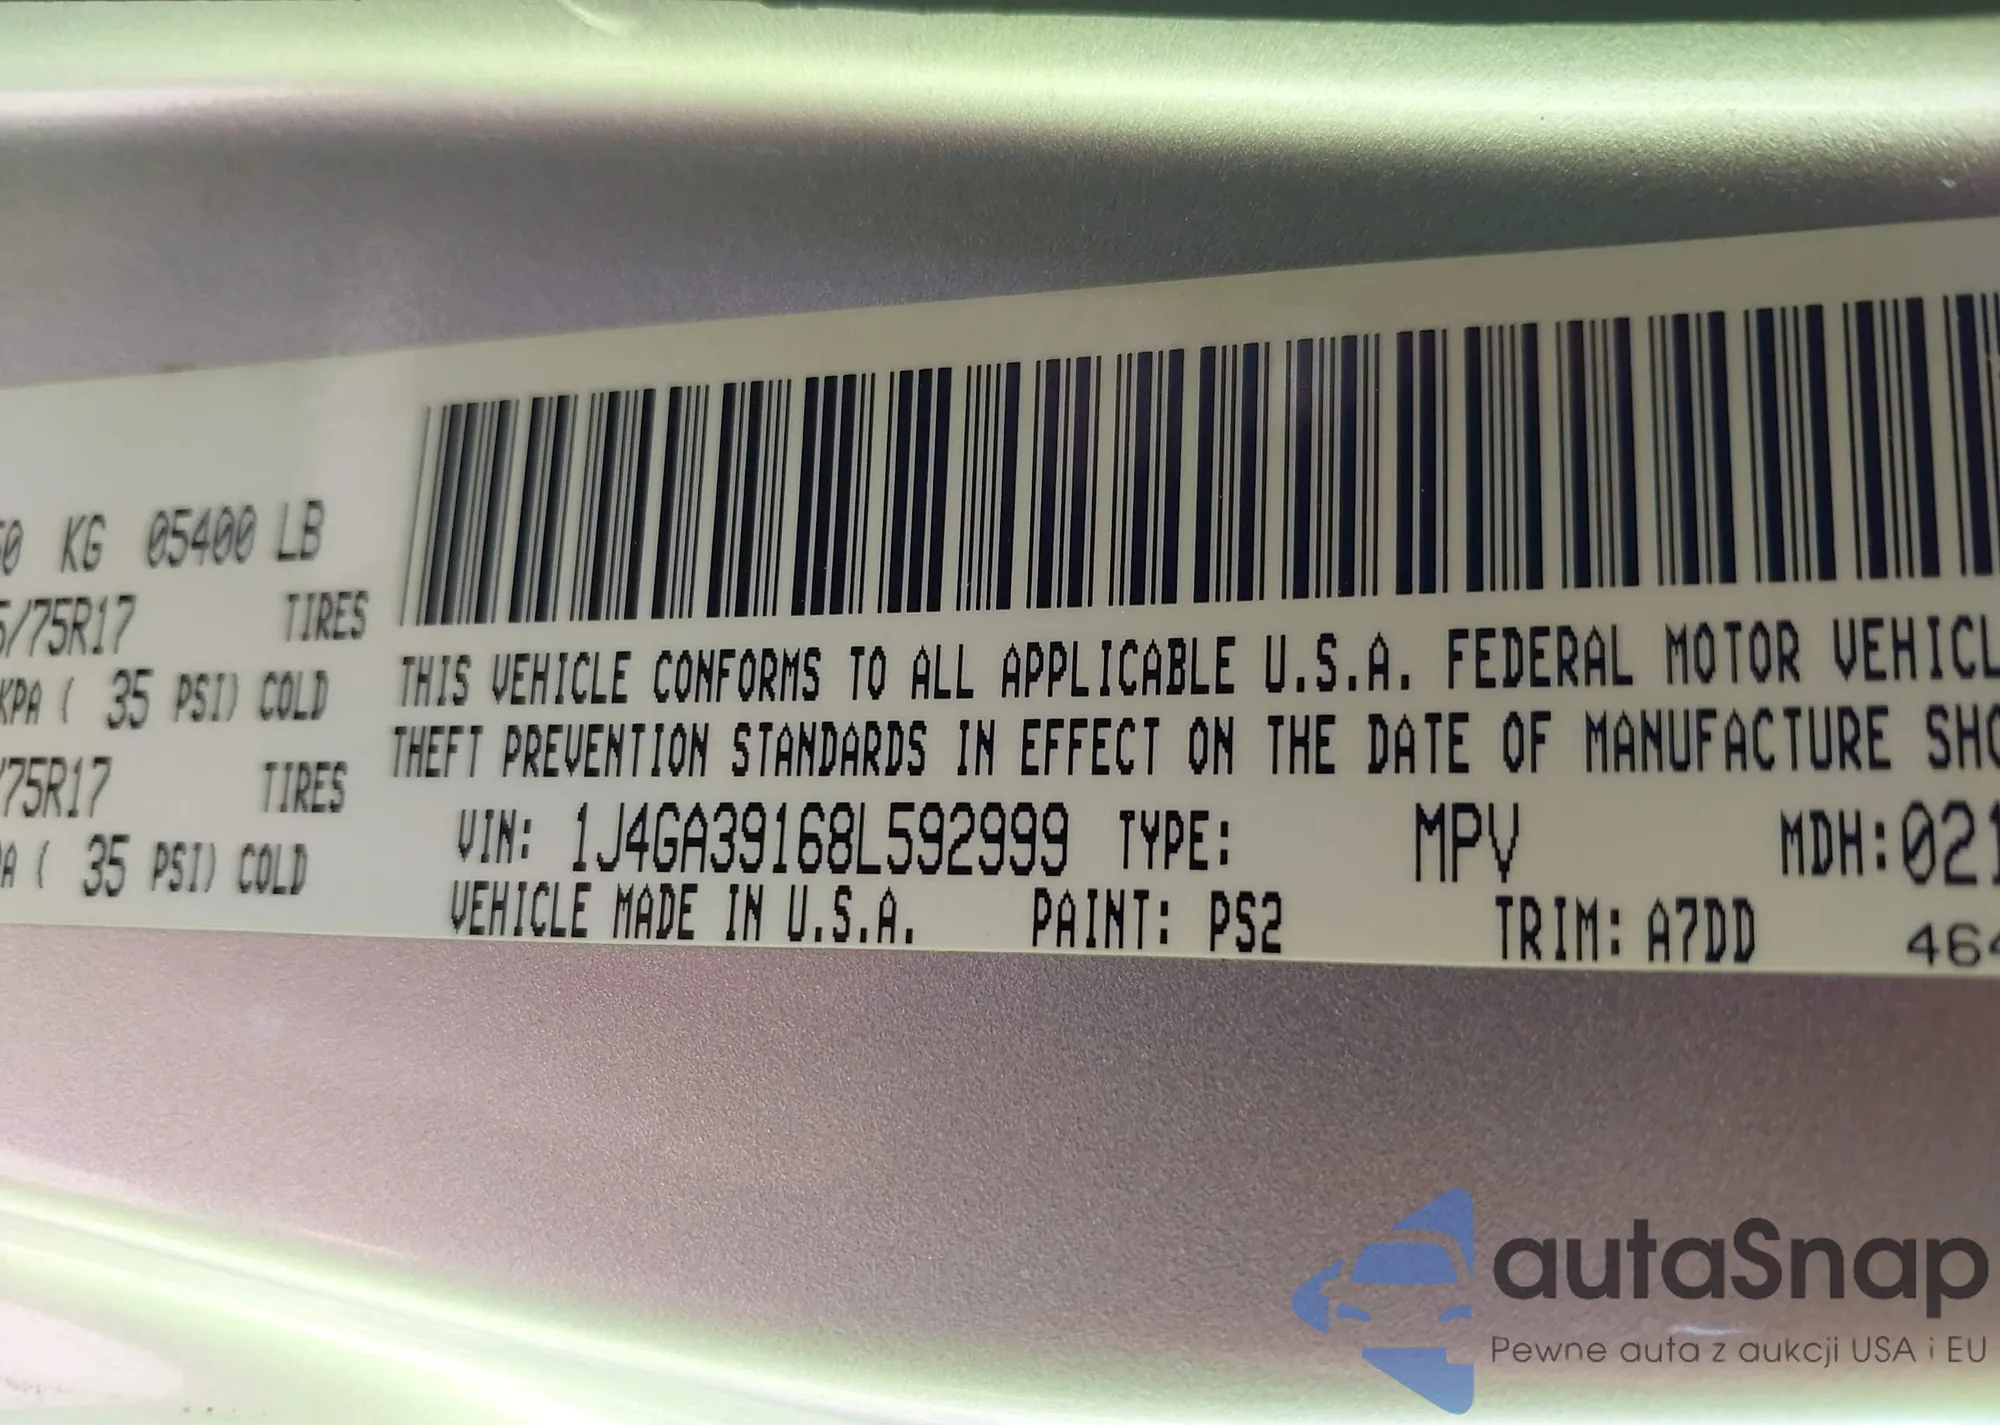 50 KG 05400 LB
5/75R17 TIRES
KPA ( 35 PSI) COLD
/75R17 TIRES
PA ( 35 PSI) COLD
THIS VEHICLE CONFORMS TO ALL APPLICABLE U.S.A. FEDERAL MOTOR VEHICL
THEFT PREVENTION STANDARDS IN EFFECT ON THE DATE OF MANUFACTURE SHO
VIN: 1J4GA39168L592999 TYPE: MPV MDH:021
VEHICLE MADE IN U.S.A. PAINT: PS2 TRIM: A7DD
464
autaSnap
Pewne auta z aukcji USA i EU